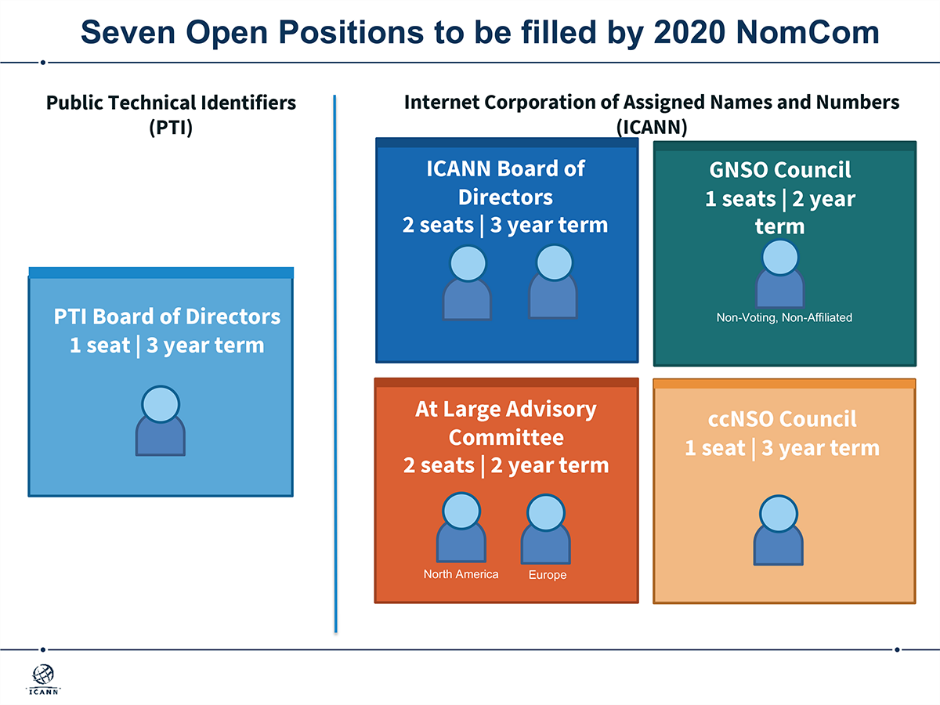 Seven Open Positions to be filled by 2020 NomCom
Public Technical Identifiers
(PTI)
Internet Corporation of Assigned Names and Numbers
(ICANN)
PTI Board of Directors
1 seat | 3 year term
ICANN Board of
Directors
2 seats | 3 year term
GNSO Council
1 seats | 2 year
term
Non-Voting, Non-Affiliated
At Large Advisory
Committee
2 seats | 2 year term
North America
Europe
ccNSO Council
1 seat | 3 year term
ICANN